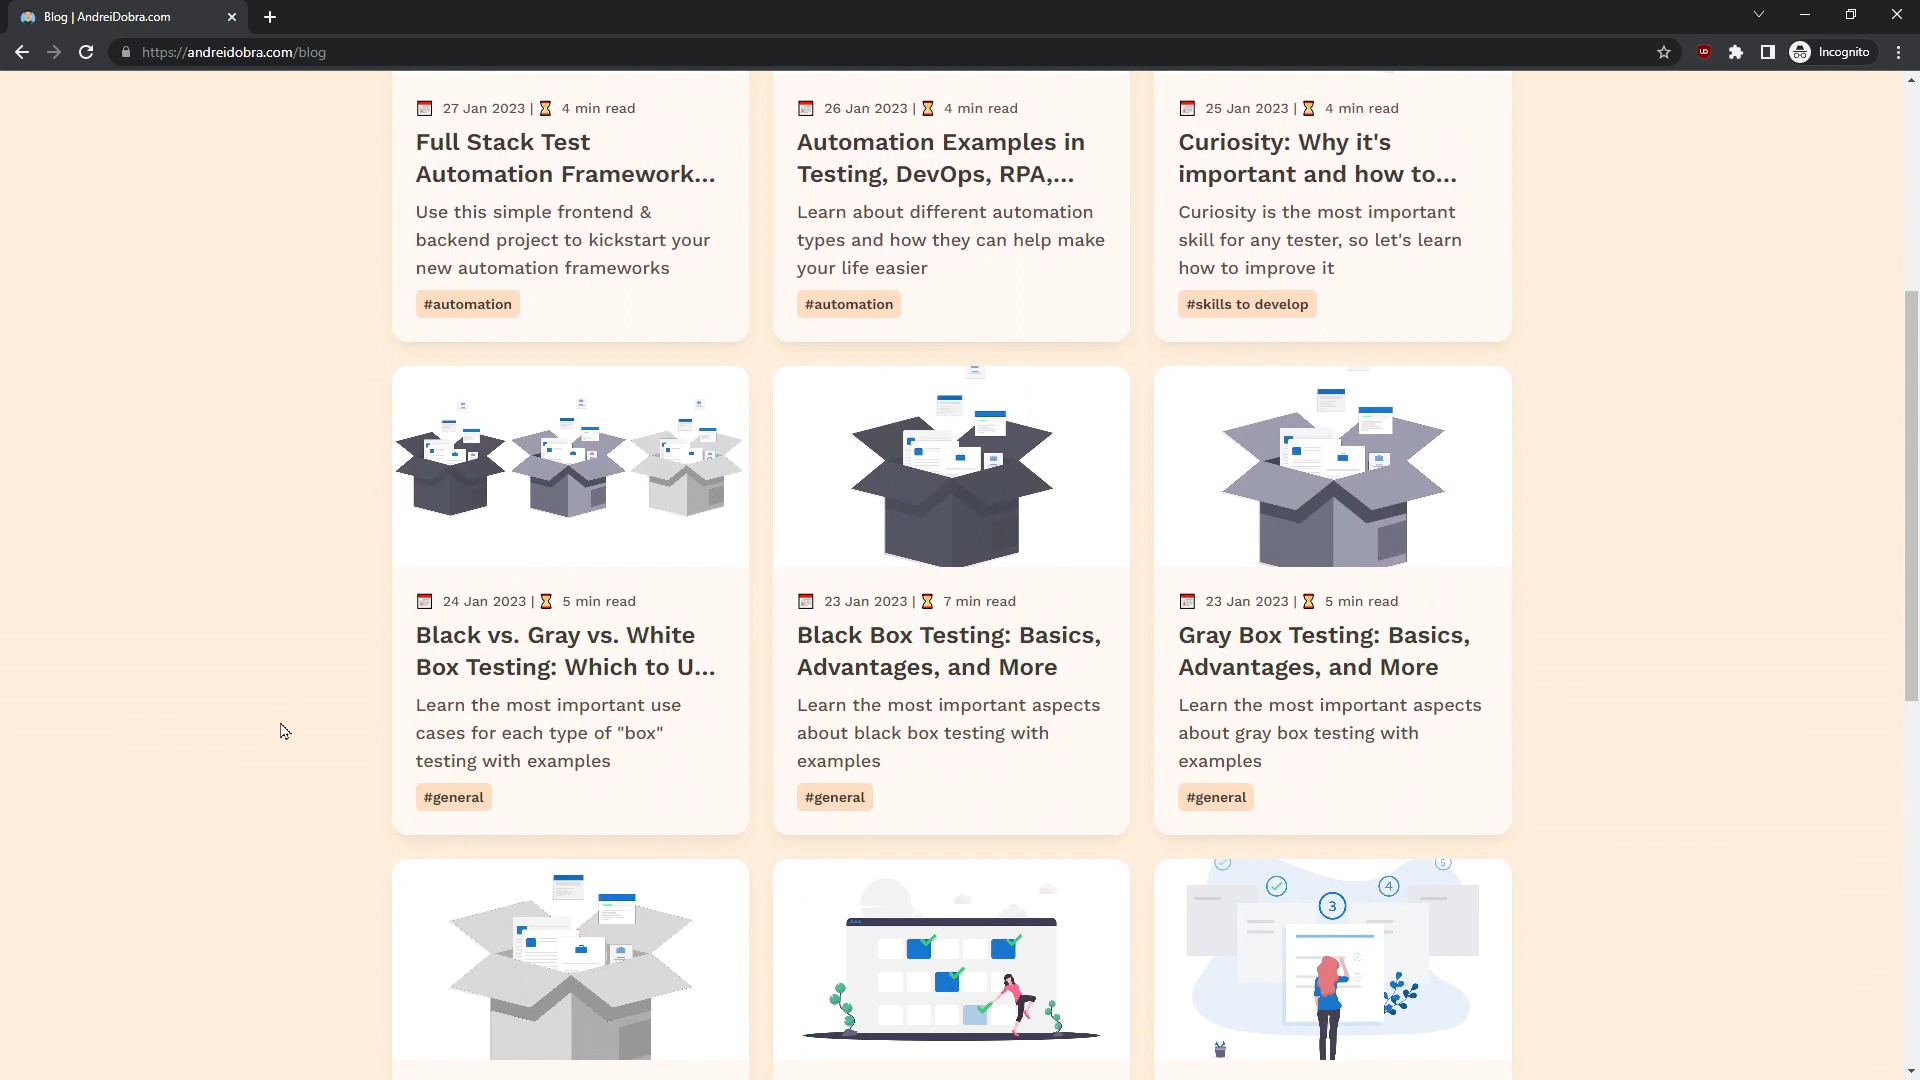 Blog | AndreiDobra.com
https://andreidobra.com/blog
Incognito
27 Jan 2023 | 4 min read
Full Stack Test
Automation Framework...
Use this simple frontend &
backend project to kickstart your
new automation frameworks
#automation
26 Jan 2023 | 4 min read
Automation Examples in
Testing, DevOps, RPA,...
Learn about different automation
types and how they can help make
your life easier
#automation
25 Jan 2023 | 4 min read
Curiosity: Why it's
important and how to...
Curiosity is the most important
skill for any tester, so let's learn
how to improve it
#skills to develop
24 Jan 2023 | 5 min read
Black vs. Gray vs. White
Box Testing: Which to U...
Learn the most important use
cases for each type of "box"
testing with examples
#general
23 Jan 2023 | 7 min read
Black Box Testing: Basics,
Advantages, and More
Learn the most important aspects
about black box testing with
examples
#general
23 Jan 2023 | 5 min read
Gray Box Testing: Basics,
Advantages, and More
Learn the most important aspects
about gray box testing with
examples
#general
5
4
3